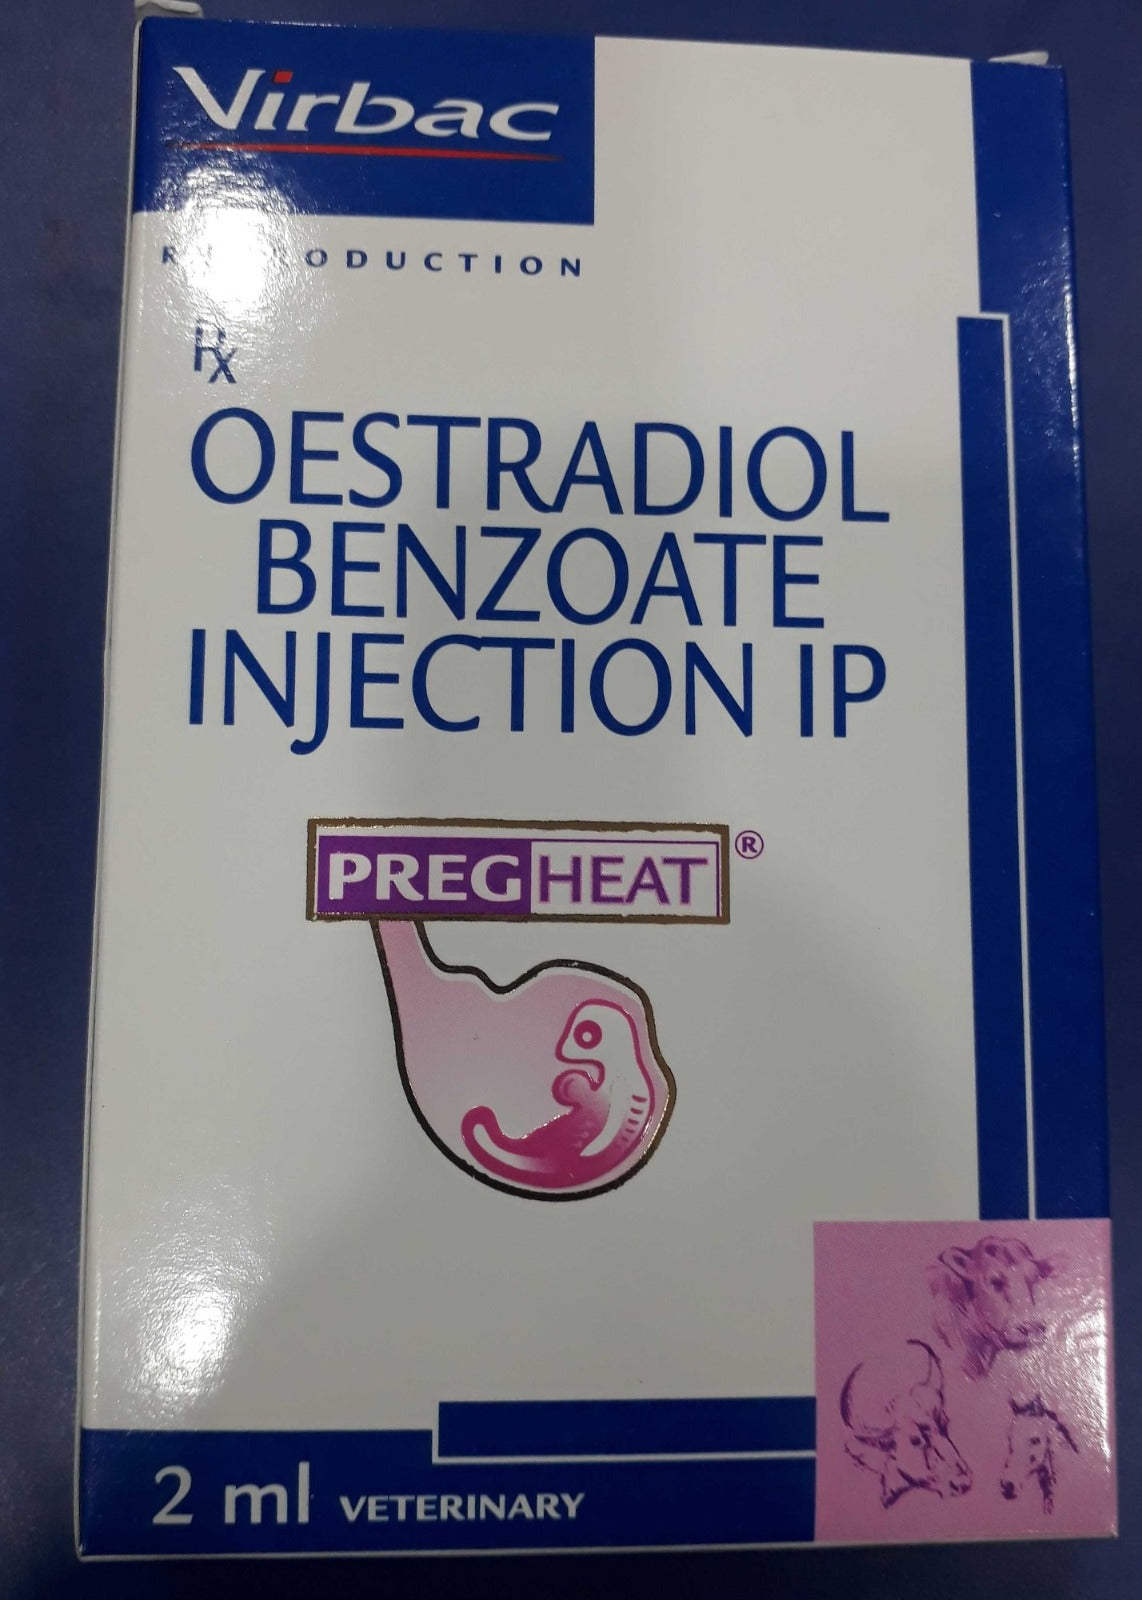 Virbac
REPRODUCTION
Rx
OESTRADIOL
BENZOATE
INJECTION IP
PREGHEAT®
2 ml VETERINARY